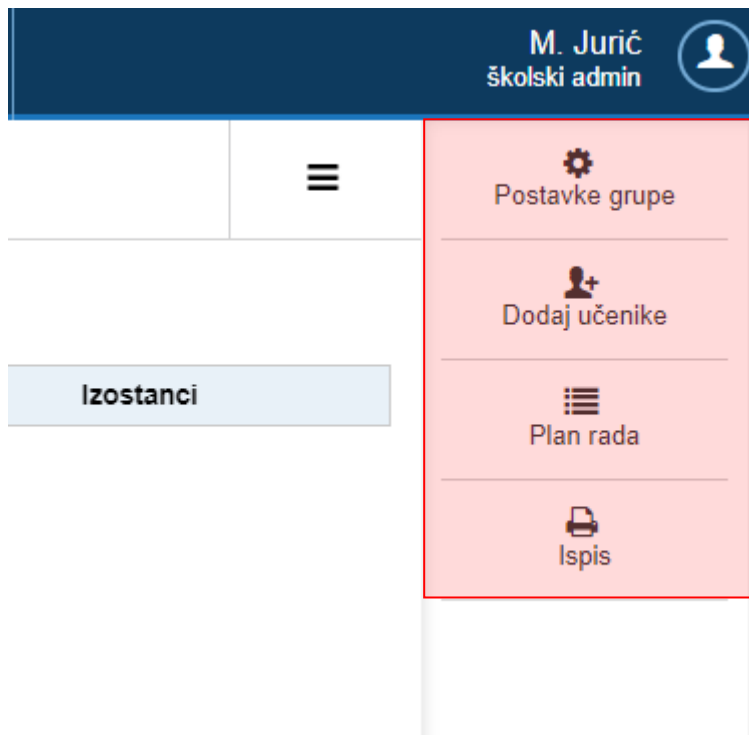 M. Jurić
školski admin
Postavke grupe
Dodaj učenike
Izostanci
Plan rada
Ispis